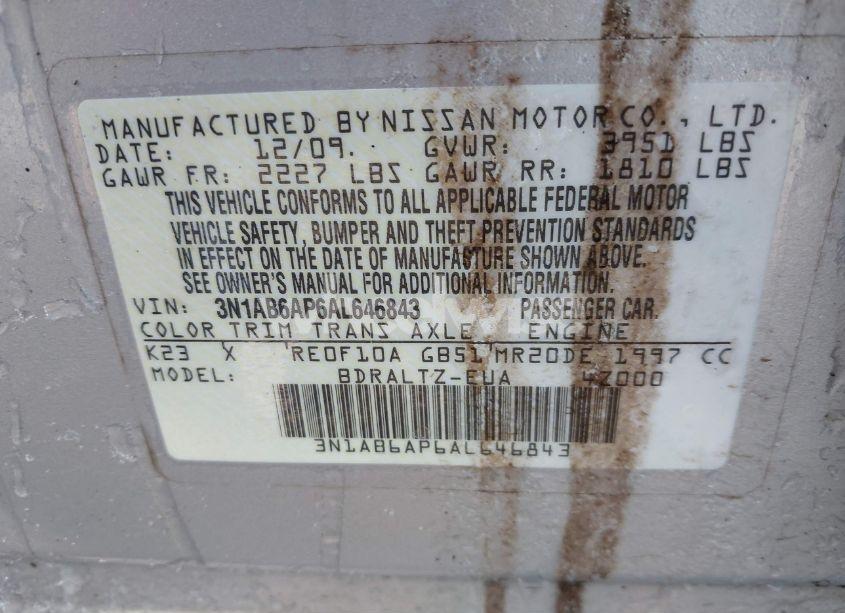 MANUFACTURED BY NISSAN MOTOR CO., LTD.
DATE: 12/09. GVWR: 3951 LBS
GAWR FR: 2227 LBS GAWR RR: 1810 LBS
THIS VEHICLE CONFORMS TO ALL APPLICABLE FEDERAL MOTOR
VEHICLE SAFETY, BUMPER AND THEFT PREVENTION STANDARDS
IN EFFECT ON THE DATE OF MANUFACTURE SHOWN ABOVE.
SEE OWNER'S MANUAL FOR ADDITIONAL INFORMATION.
VIN: 3N1AB6AP6AL646843 PASSENGER CAR.
COLOR TRIM TRANS AXLE. ENGINE
K23 X RE0F10A GB51 MR20DE 1997 CC
MODEL: BDRALTZ-EUA 4Z000
3N1AB6AP6AL646843